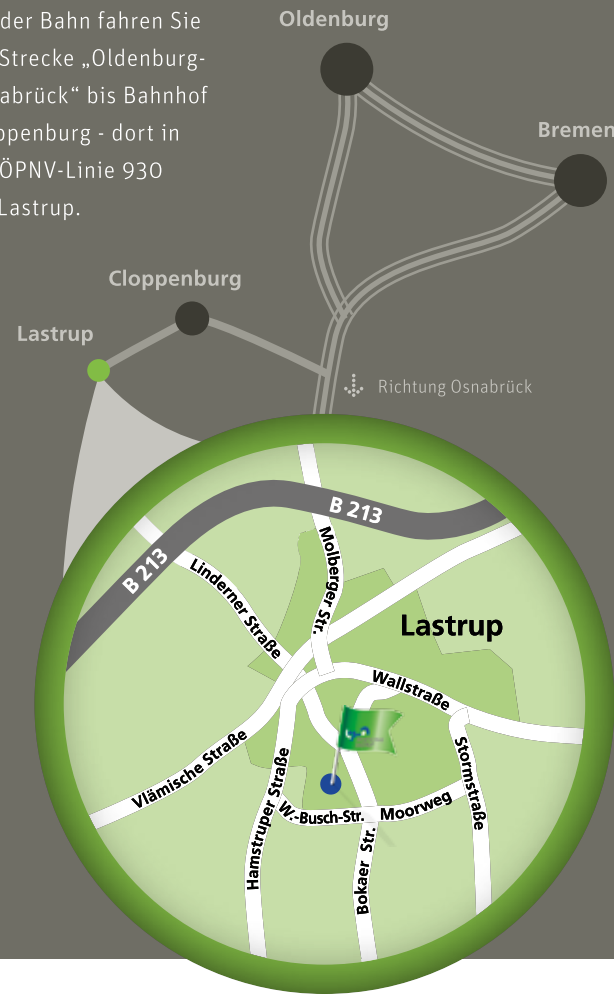 der Bahn fahren Sie
Strecke „Oldenburg-
abrück“ bis Bahnhof
ppenburg - dort in
ÖPNV-Linie 930
Lastrup.
Oldenburg
Bremen
Cloppenburg
Lastrup
Richtung Osnabrück
B 213
B 213
Molberger Str.
Linderner Straße
Lastrup
Wallstraße
Vlämische Straße
Hamstruper Straße
Stormstraße
W.-Busch-Str.
Moorweg
Bokaer Str.